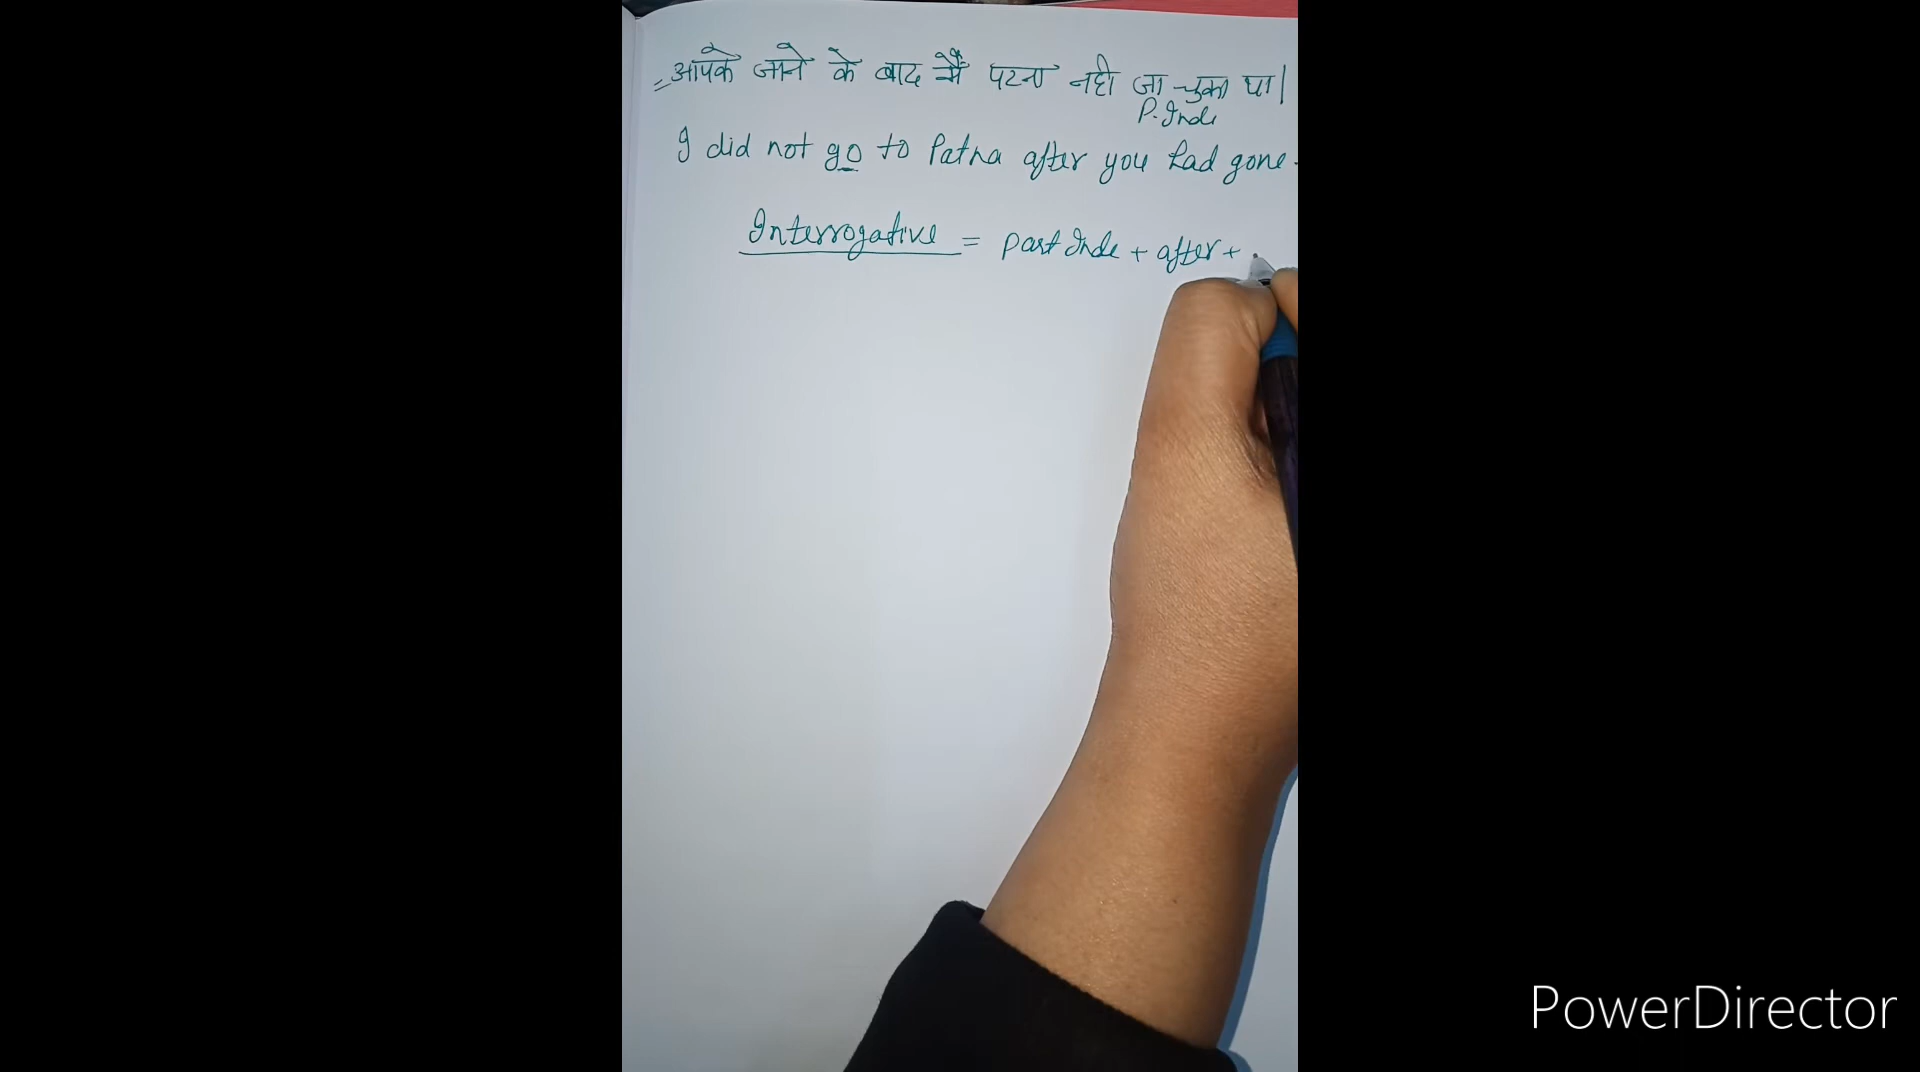 = आपके जाने के बाद मैं पटना नही जा चुका था।
P. Inde
I did not go to Patna after you had gone.
Interrogative = Past Inde + after +
PowerDirector